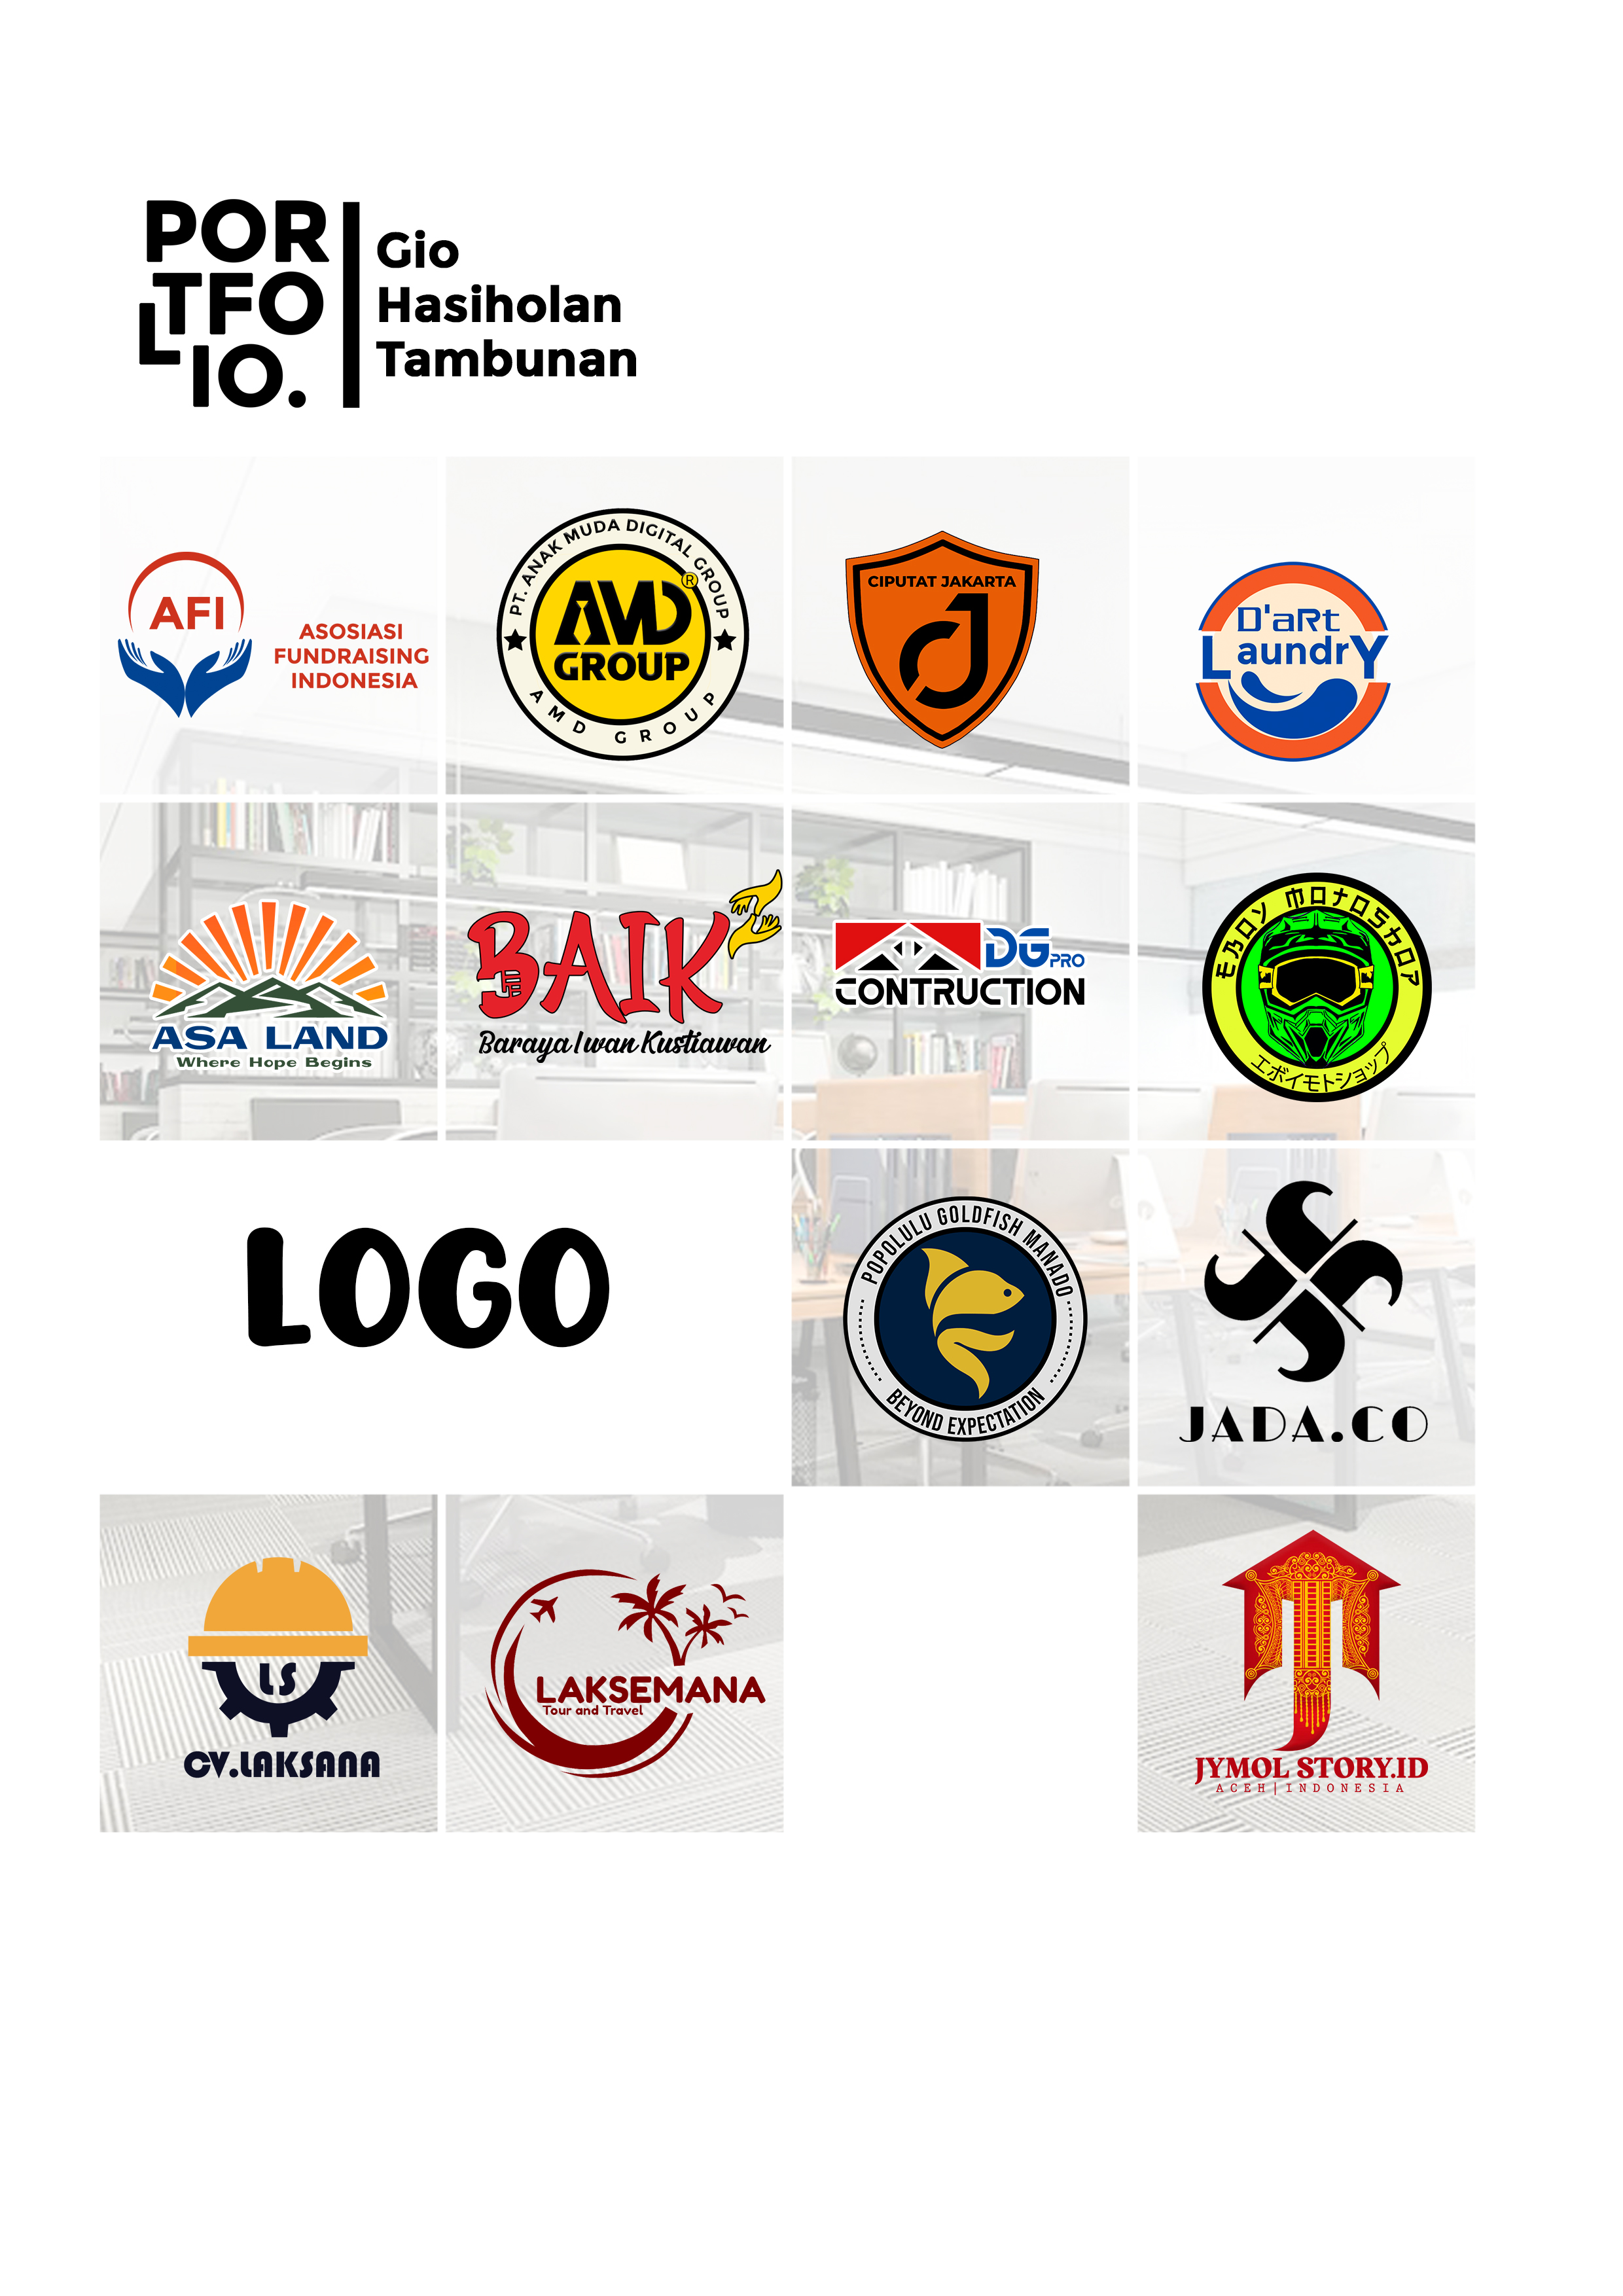 POR
TFO
LIO.
Gio
Hasiholan
Tambunan
AFI
ASOSIASI
FUNDRAISING
INDONESIA
PT. ANAK MUDA DIGITAL GROUP
AMD
®
GROUP
AMD GROUP
CIPUTAT JAKARTA
CJ
D'aRt
LaundrY
ASA LAND
Where Hope Begins
BAIK
Baraya Iwan Kustiawan
DG PRO
CONTRUCTION
EBOY MOTOSHOP
エボイモトショップ
LOGO
POPOLULU GOLDFISH MANADO
BEYOND EXPECTATION
JADA.CO
LS
CV.LAKSANA
LAKSEMANA
Tour and Travel
JYMOL STORY.ID
ACEH|INDONESIA